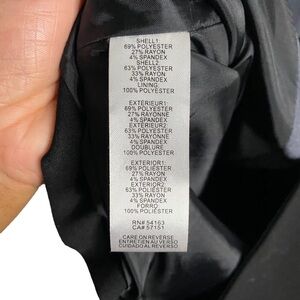 SHELL1
69% POLYESTER
27% RAYON
4% SPANDEX
SHELL2
63% POLYESTER
33% RAYON
4% SPANDEX
LINING
100% POLYESTER
EXTÉRIEUR1
69% POLYESTER
27% RAYONNE
4% SPANDEX
EXTÉRIEUR2
63% POLYESTER
33% RAYONNE
4% SPANDEX
DOUBLURE
100% POLYESTER
EXTERIOR1
69% POLIÉSTER
27% RAYON
4% SPANDEX
EXTERIOR2
63% POLIÉSTER
33% RAYON
4% SPANDEX
FORRO
100% POLIÉSTER
RN# 54163
CA# 57151
CARE ON REVERSE
ENTRETIEN AU VERSO
CUIDADO AL REVERSO